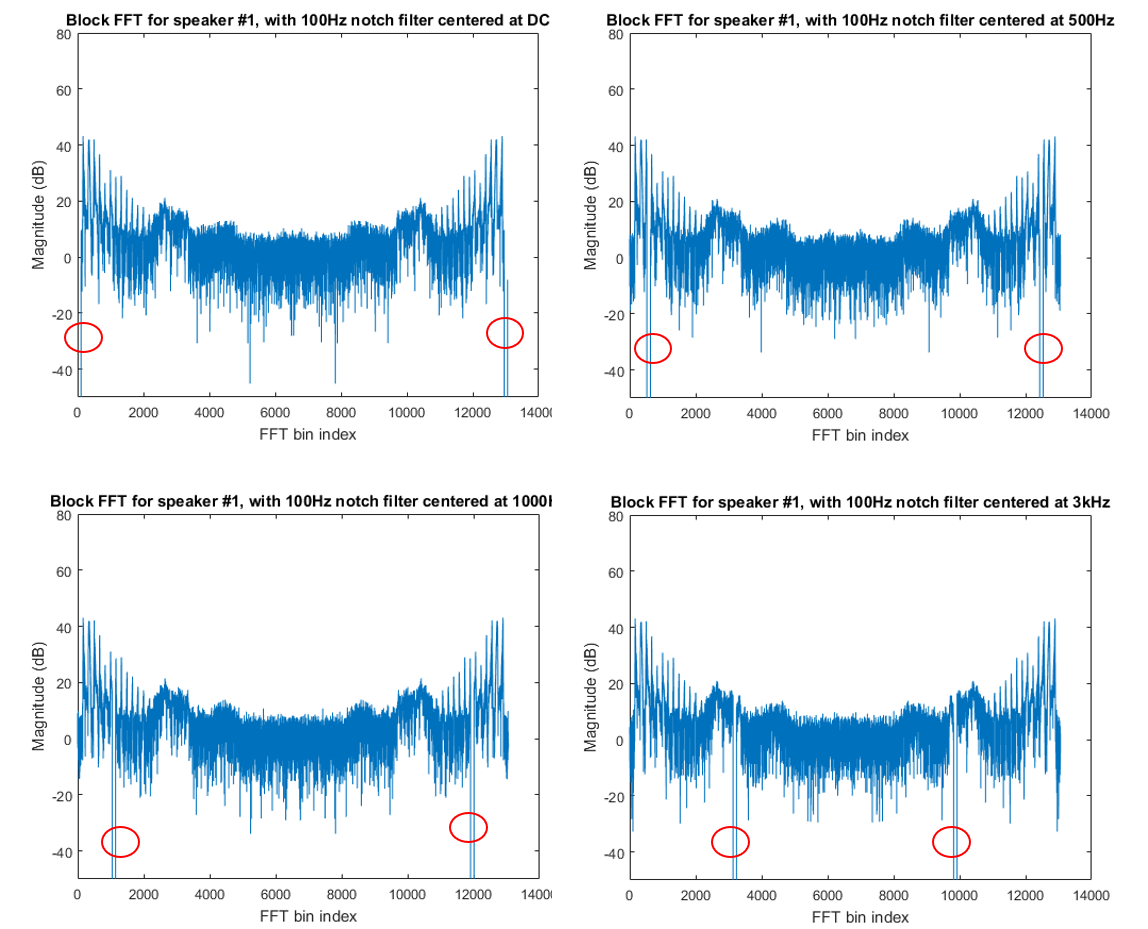 Block FFT for speaker #1, with 100Hz notch filter centered at DC
80
60
40
20
0
-20
-40
Magnitude (dB)
0 2000 4000 6000 8000 10000 12000 14000
FFT bin index
Block FFT for speaker #1, with 100Hz notch filter centered at 500Hz
80
60
40
20
0
-20
-40
Magnitude (dB)
0 2000 4000 6000 8000 10000 12000 14000
FFT bin index
Block FFT for speaker #1, with 100Hz notch filter centered at 1000H
80
60
40
20
0
-20
-40
Magnitude (dB)
0 2000 4000 6000 8000 10000 12000 14000
FFT bin index
Block FFT for speaker #1, with 100Hz notch filter centered at 3kHz
80
60
40
20
0
-20
-40
Magnitude (dB)
0 2000 4000 6000 8000 10000 12000 14000
FFT bin index